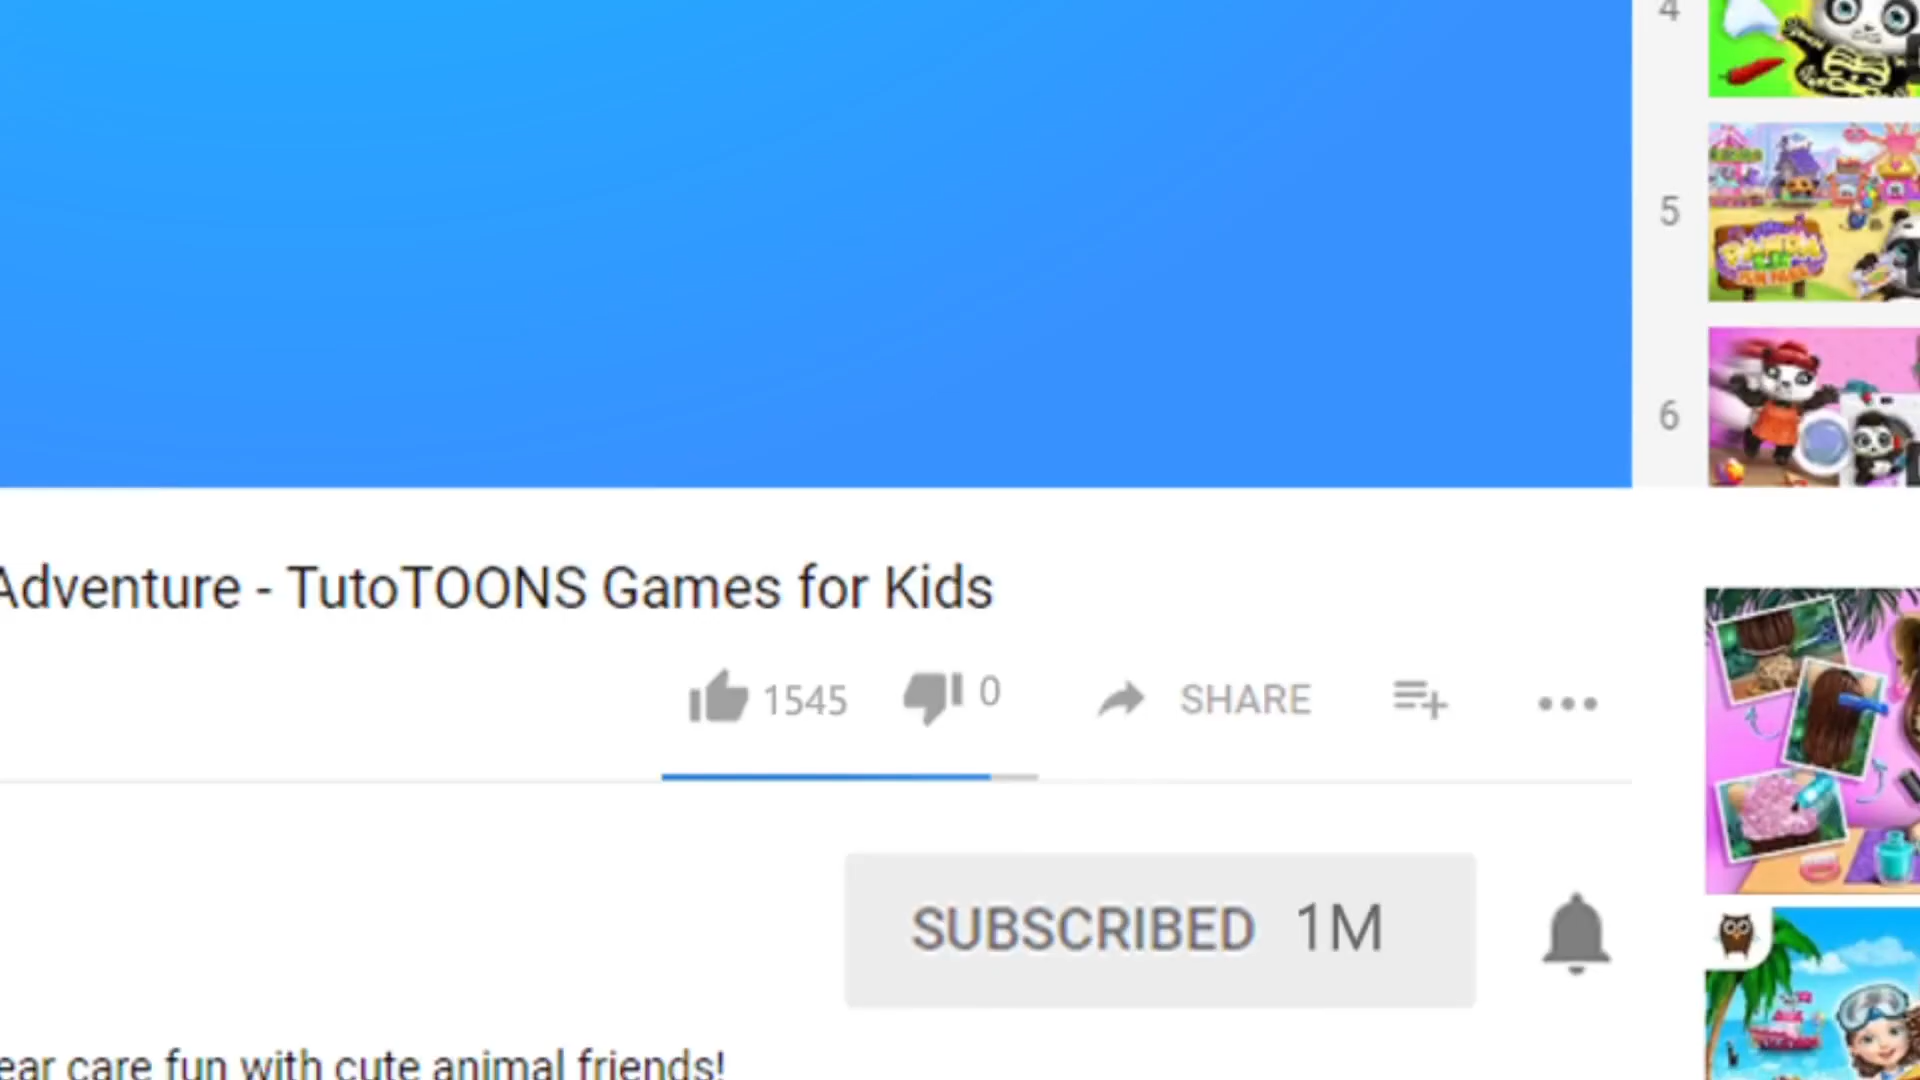 4
5
6
Adventure - TutoTOONS Games for Kids
1545 0 SHARE
SUBSCRIBED 1M
ear care fun with cute animal friends!